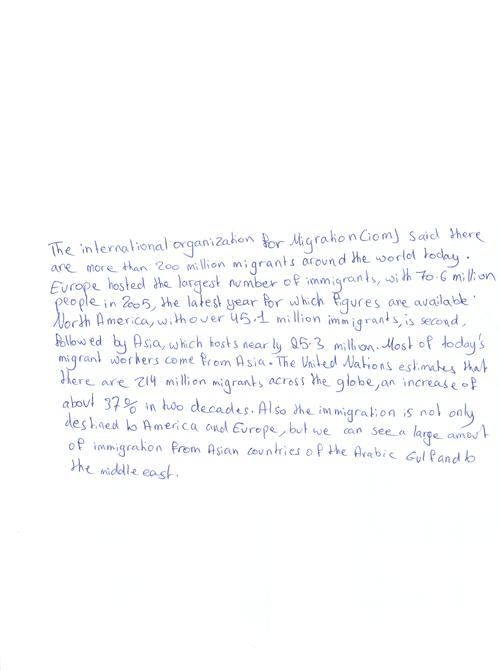 The international organization for Migration (iom) said there
are more than 200 million migrants around the world today.
Europe hosted the largest number of immigrants, with 70.6 million
people in 2005, the latest year for which figures are available.
North America, with over 45.1 million immigrants, is second,
followed by Asia, which hosts nearly 25.3 million. Most of today's
migrant workers come from Asia. The United Nations estimates that
there are 214 million migrants across the globe, an increase of
about 37% in two decades. Also the immigration is not only
destined to America and Europe, but we can see a large amout
of immigration from Asian countries of the Arabic Gulf and to
the middle east.